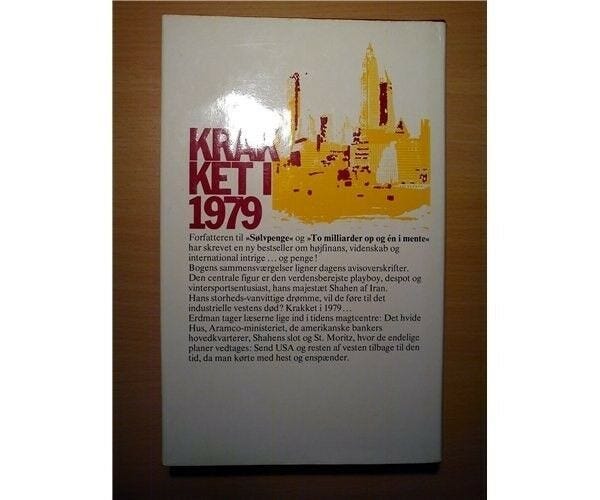 KRAK
KET I
1979
Forfatteren til »Sølvpenge« og »To milliarder op og én i mente«
har skrevet en ny bestseller om højfinans, videnskab og
international intrige ... og penge!
Bogens sammensværgelser ligner dagens avisoverskrifter.
Den centrale figur er den verdensberejste playboy, despot og
vintersportsentusiast, hans majestæt Shahen af Iran.
Hans storheds-vanvittige drømme, vil de føre til det
industrielle vestens død? Krakket i 1979 ...
Erdman tager læserne lige ind i tidens magtcentre: Det hvide
Hus, Aramco-ministeriet, de amerikanske bankers
hovedkvarterer, Shahens slot og St. Moritz, hvor de endelige
planer vedtages: Send USA og resten af vesten tilbage til den
tid, da man kørte med hest og enspænder.